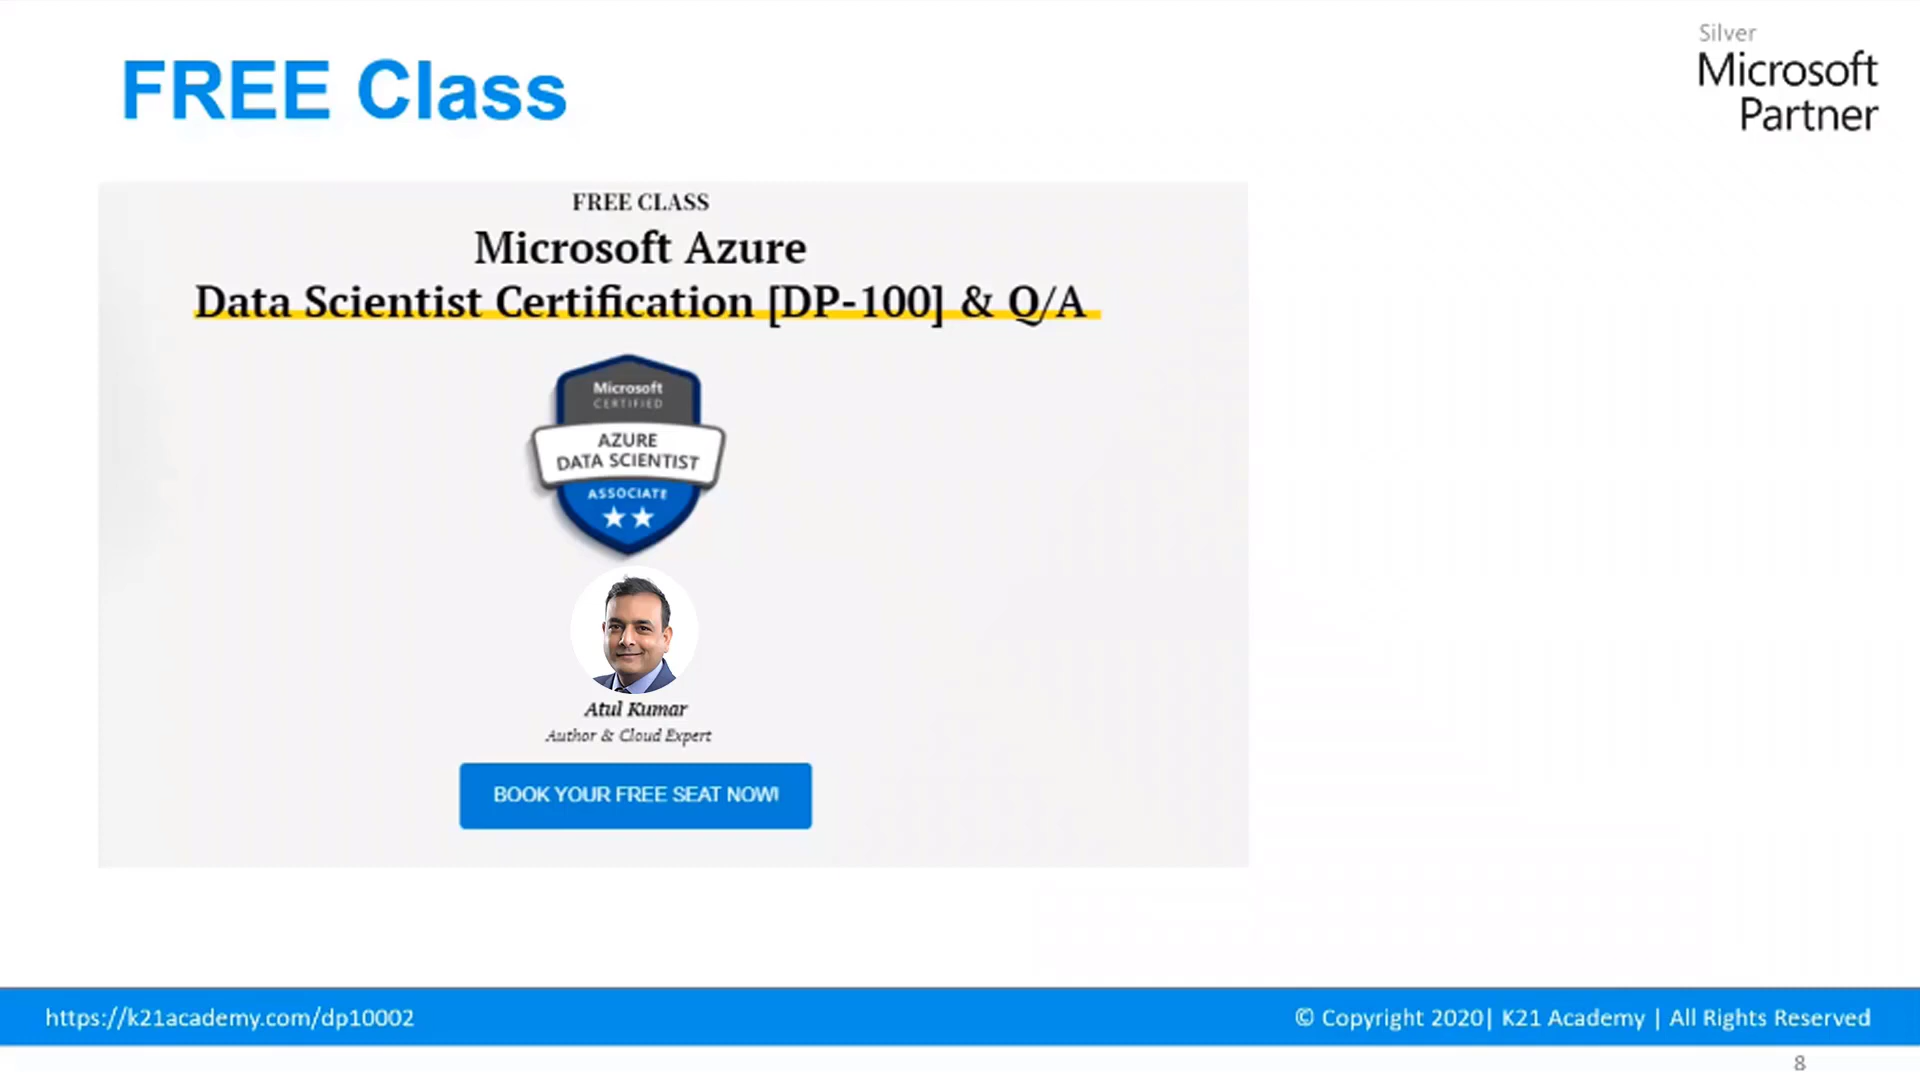 Silver
Microsoft
Partner
FREE Class
FREE CLASS
Microsoft Azure
Data Scientist Certification [DP-100] & Q/A
Microsoft
CERTIFIED
AZURE
DATA SCIENTIST
ASSOCIATE
Atul Kumar
Author & Cloud Expert
BOOK YOUR FREE SEAT NOW!
https://k21academy.com/dp10002
© Copyright 2020| K21 Academy | All Rights Reserved
8